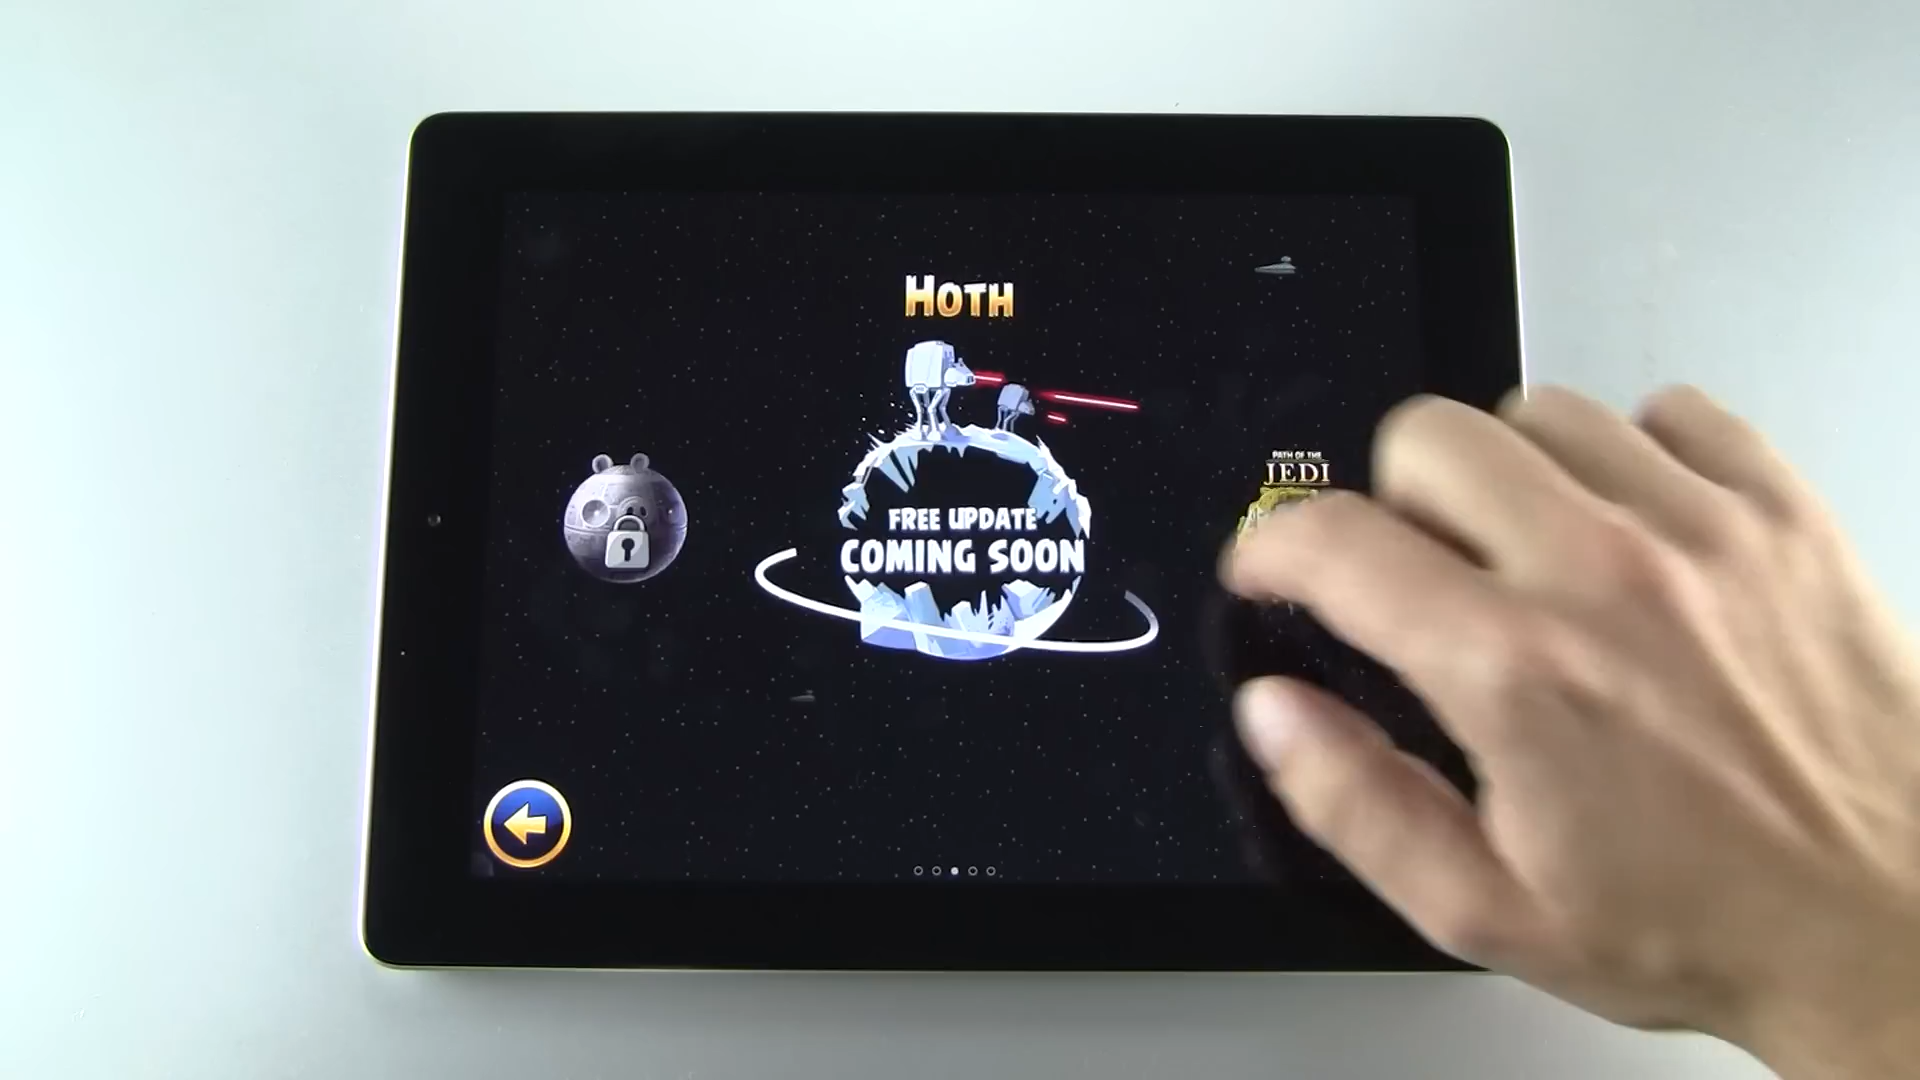 HOTH
PATH OF THE
JEDI
FREE UPDATE
COMING SOON